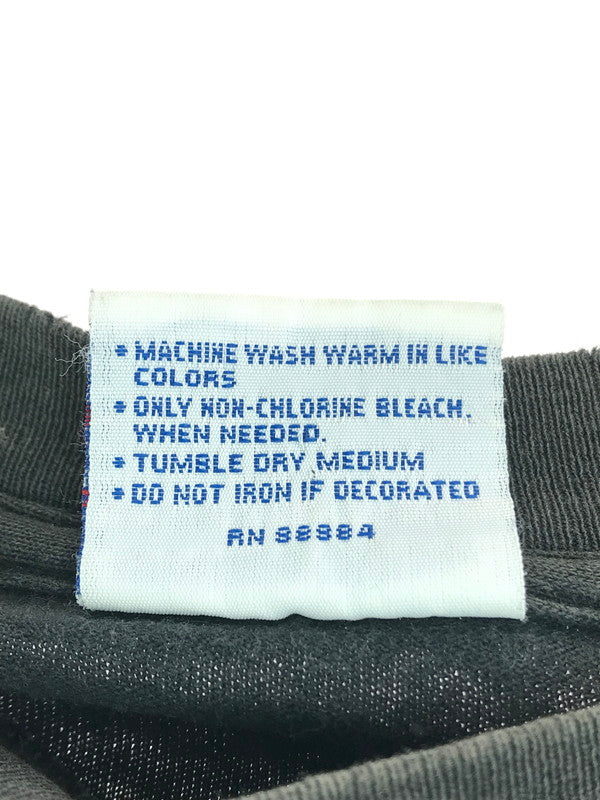 • MACHINE WASH WARM IN LIKE
COLORS
• ONLY NON-CHLORINE BLEACH.
WHEN NEEDED.
• TUMBLE DRY MEDIUM
• DO NOT IRON IF DECORATED
RN 88884